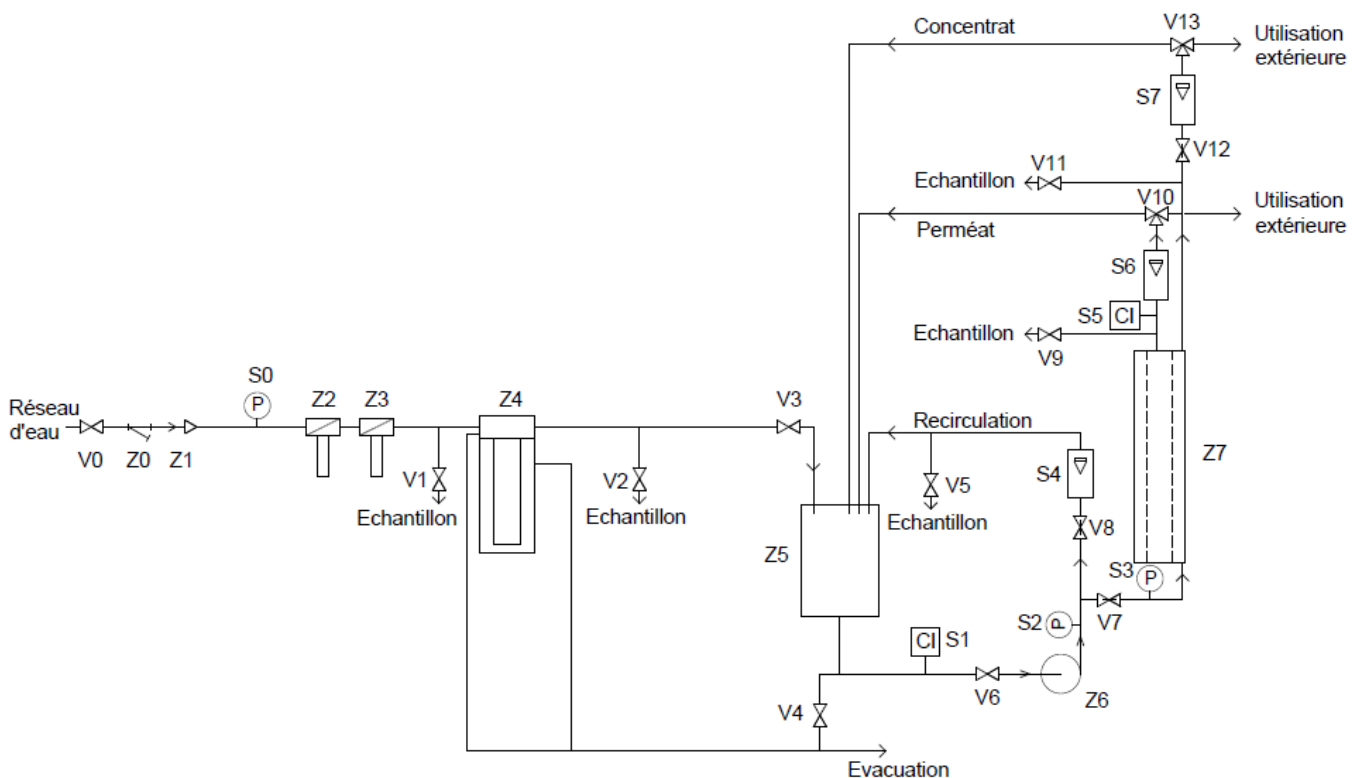 V13
Concentrat
Utilisation
extérieure
S7
V12
V11
Echantillon
V10
Utilisation
extérieure
Perméat
S6
S5
CI
Echantillon
V9
S0
P
Z2
Z3
Z4
V3
Recirculation
Réseau
d'eau
V0
Z0
Z1
V1
Echantillon
V2
Echantillon
V5
Echantillon
S4
V8
Z7
Z5
S3
P
S2
P
V7
CI
S1
V6
Z6
V4
Evacuation